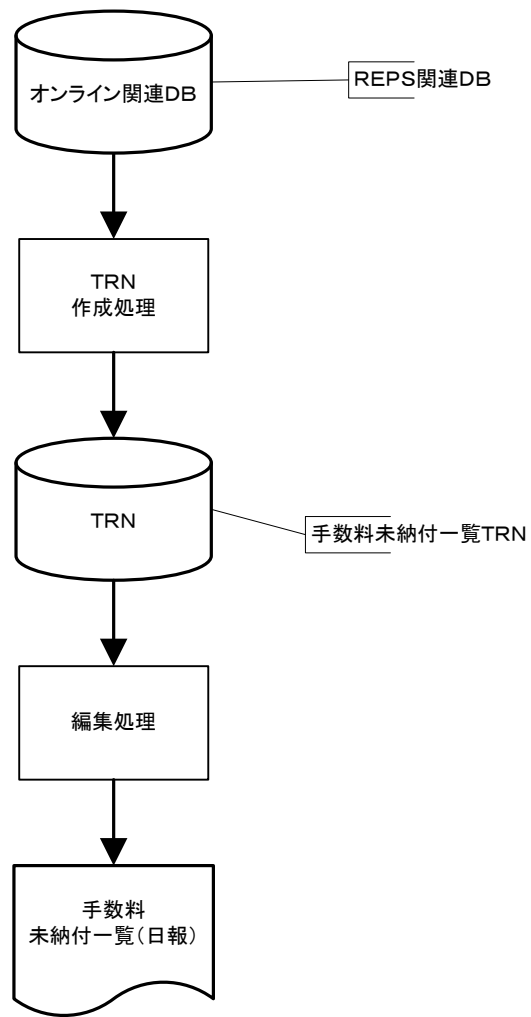 オンライン関連DB
REPS関連DB
TRN
作成処理
TRN
手数料未納付一覧TRN
編集処理
手数料
未納付一覧(日報)